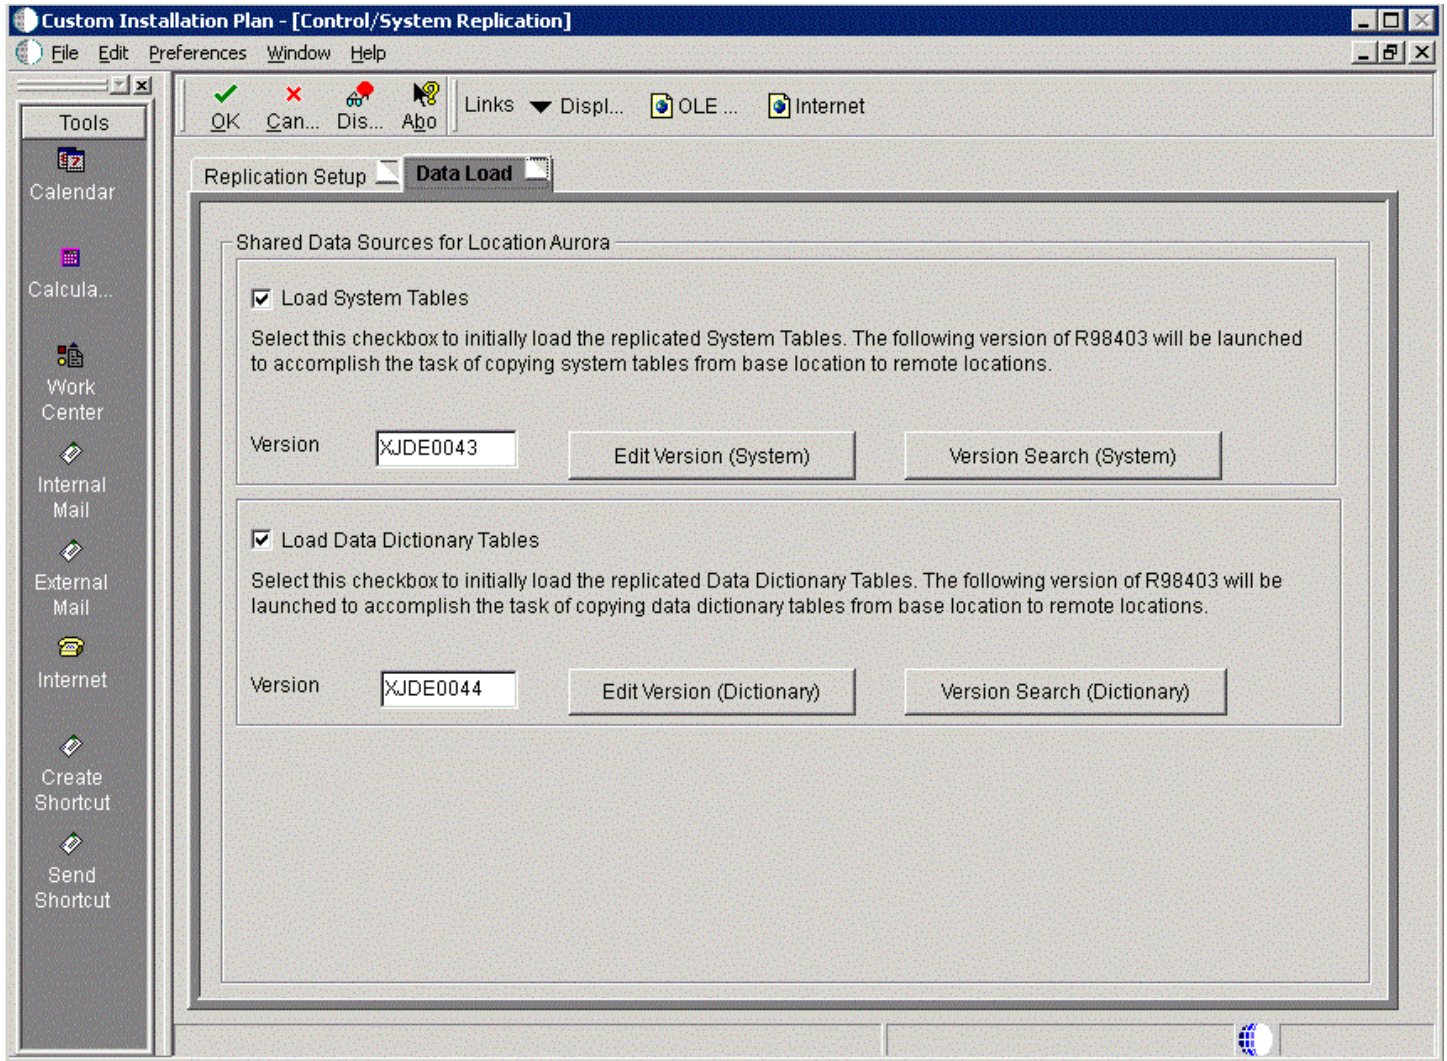 Custom Installation Plan - [Control/System Replication]
File Edit Preferences Window Help
Tools
Calendar
Calcula...
Work
Center
Internal
Mail
External
Mail
Internet
Create
Shortcut
Send
Shortcut
OK Can... Dis... Abo Links Displ... OLE ... Internet
Replication Setup Data Load
Shared Data Sources for Location Aurora
Load System Tables
Select this checkbox to initially load the replicated System Tables. The following version of R98403 will be launched
to accomplish the task of copying system tables from base location to remote locations.
Version XJDE0043 Edit Version (System) Version Search (System)
Load Data Dictionary Tables
Select this checkbox to initially load the replicated Data Dictionary Tables. The following version of R98403 will be
launched to accomplish the task of copying data dictionary tables from base location to remote locations.
Version XJDE0044 Edit Version (Dictionary) Version Search (Dictionary)